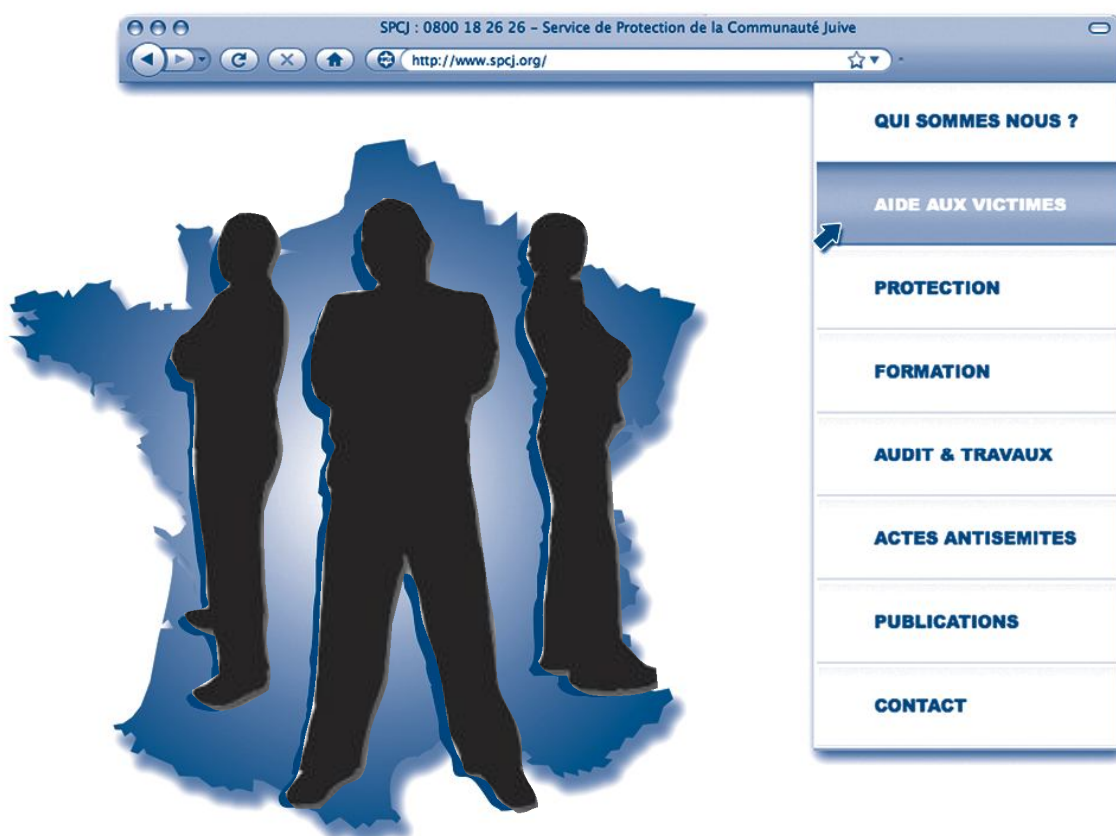 SPCJ : 0800 18 26 26 – Service de Protection de la Communauté Juive
http://www.spcj.org/
QUI SOMMES NOUS ?
AIDE AUX VICTIMES
PROTECTION
FORMATION
AUDIT & TRAVAUX
ACTES ANTISEMITES
PUBLICATIONS
CONTACT